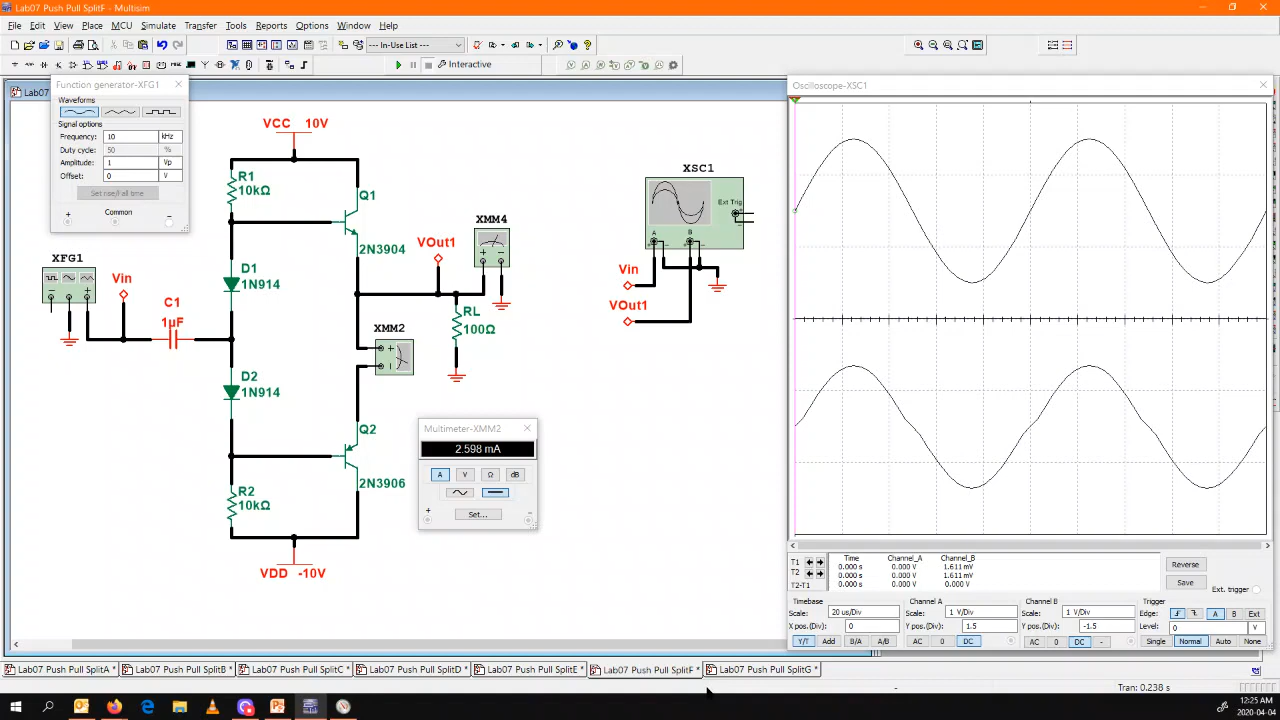 Lab07 Push Pull SplitF - Multisim
File Edit View Place MCU Simulate Transfer Tools Reports Options Window Help
--- In-Use List ---
Interactive
Lab07
Function generator-XFG1
Waveforms
Signal options
Frequency: 10 kHz
Duty cycle: 50 %
Amplitude: 1 Vp
Offset: 0 V
Set rise/Fall time
+ Common −
VCC 10V
R1
10kΩ
Q1
2N3904
XMM4
VOut1
XFG1
Vin
D1
1N914
C1
1µF
RL
100Ω
XMM2
D2
1N914
Q2
2N3906
R2
10kΩ
VDD -10V
Multimeter-XMM2
2.598 mA
A V Ω dB
+ Set... −
XSC1
Ext Trig
A B
Vin
VOut1
Oscilloscope-XSC1
Time Channel_A Channel_B
T1 0.000 s 0.000 V 1.611 mV
T2 0.000 s 0.000 V 1.611 mV
T2-T1 0.000 s 0.000 V 0.000 V
Reverse
Save
Ext. trigger
Timebase
Scale: 20 us/Div
X pos.(Div): 0
Y/T Add B/A A/B
Channel A
Scale: 1 V/Div
Y pos.(Div): 1.5
AC 0 DC
Channel B
Scale: 1 V/Div
Y pos.(Div): -1.5
AC 0 DC -
Trigger
Edge: A B Ext
Level: 0 V
Single Normal Auto None
Lab07 Push Pull SplitA * Lab07 Push Pull SplitB * Lab07 Push Pull SplitC * Lab07 Push Pull SplitD * Lab07 Push Pull SplitE * Lab07 Push Pull SplitF * Lab07 Push Pull SplitG *
- Tran: 0.238 s
12:25 AM
2020-04-04